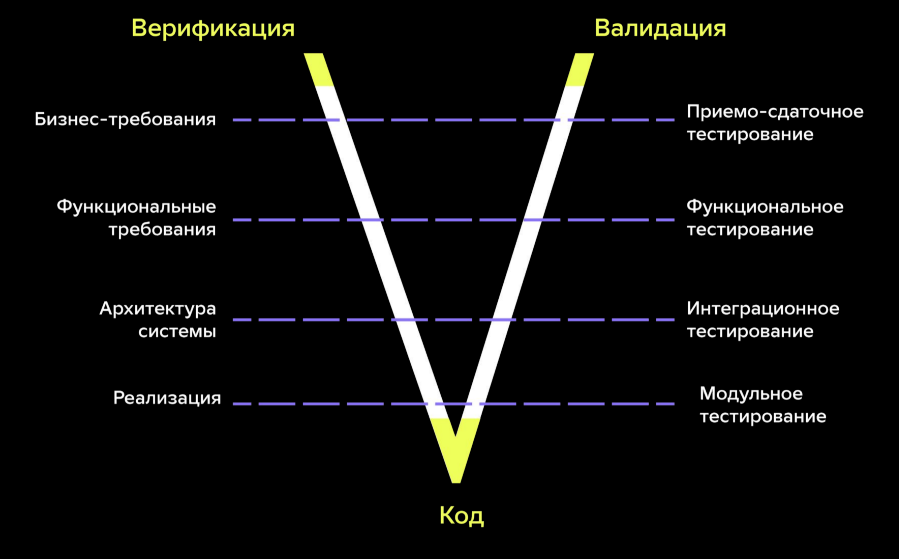 Верификация
Валидация
Бизнес-требования
Приемо-сдаточное
тестирование
Функциональные
требования
Функциональное
тестирование
Архитектура
системы
Интеграционное
тестирование
Реализация
Модульное
тестирование
Код